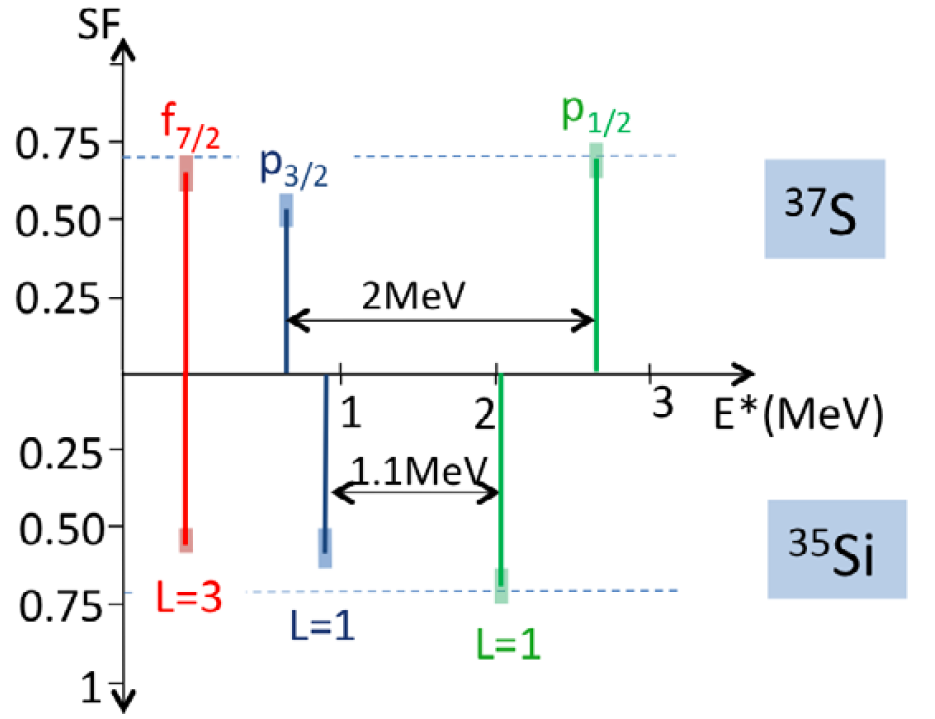 SF
f7/2
p1/2
0.75
p3/2
37S
0.50
2MeV
0.25
1
2
3
E*(MeV)
0.25
1.1MeV
0.50
35Si
L=3
0.75
L=1
L=1
1